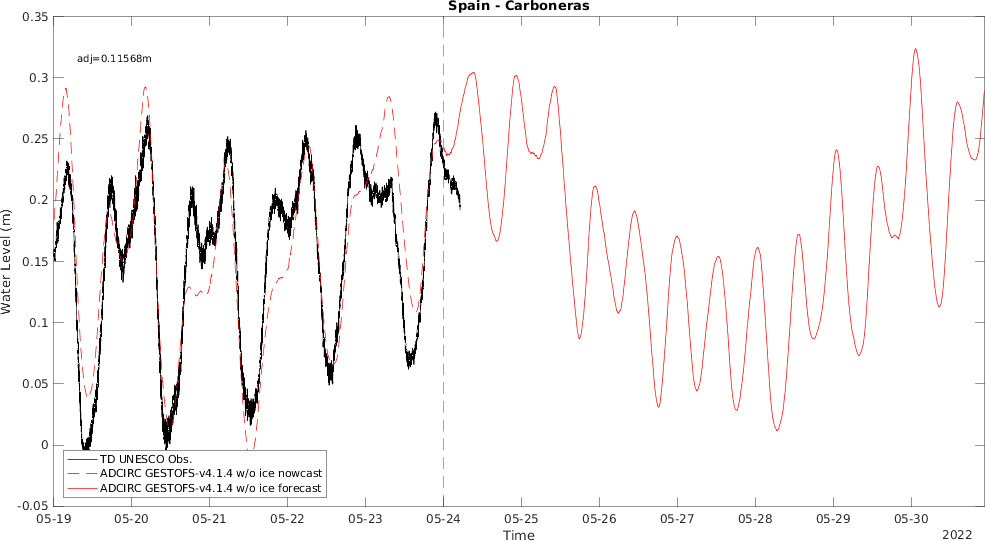 Spain - Carboneras
adj=0.11568m
0.35
0.3
0.25
0.2
0.15
0.1
0.05
0
-0.05
Water Level (m)
TD UNESCO Obs.
ADCIRC GESTOFS-v4.1.4 w/o ice nowcast
ADCIRC GESTOFS-v4.1.4 w/o ice forecast
05-19 05-20 05-21 05-22 05-23 05-24 05-25 05-26 05-27 05-28 05-29 05-30
Time
2022